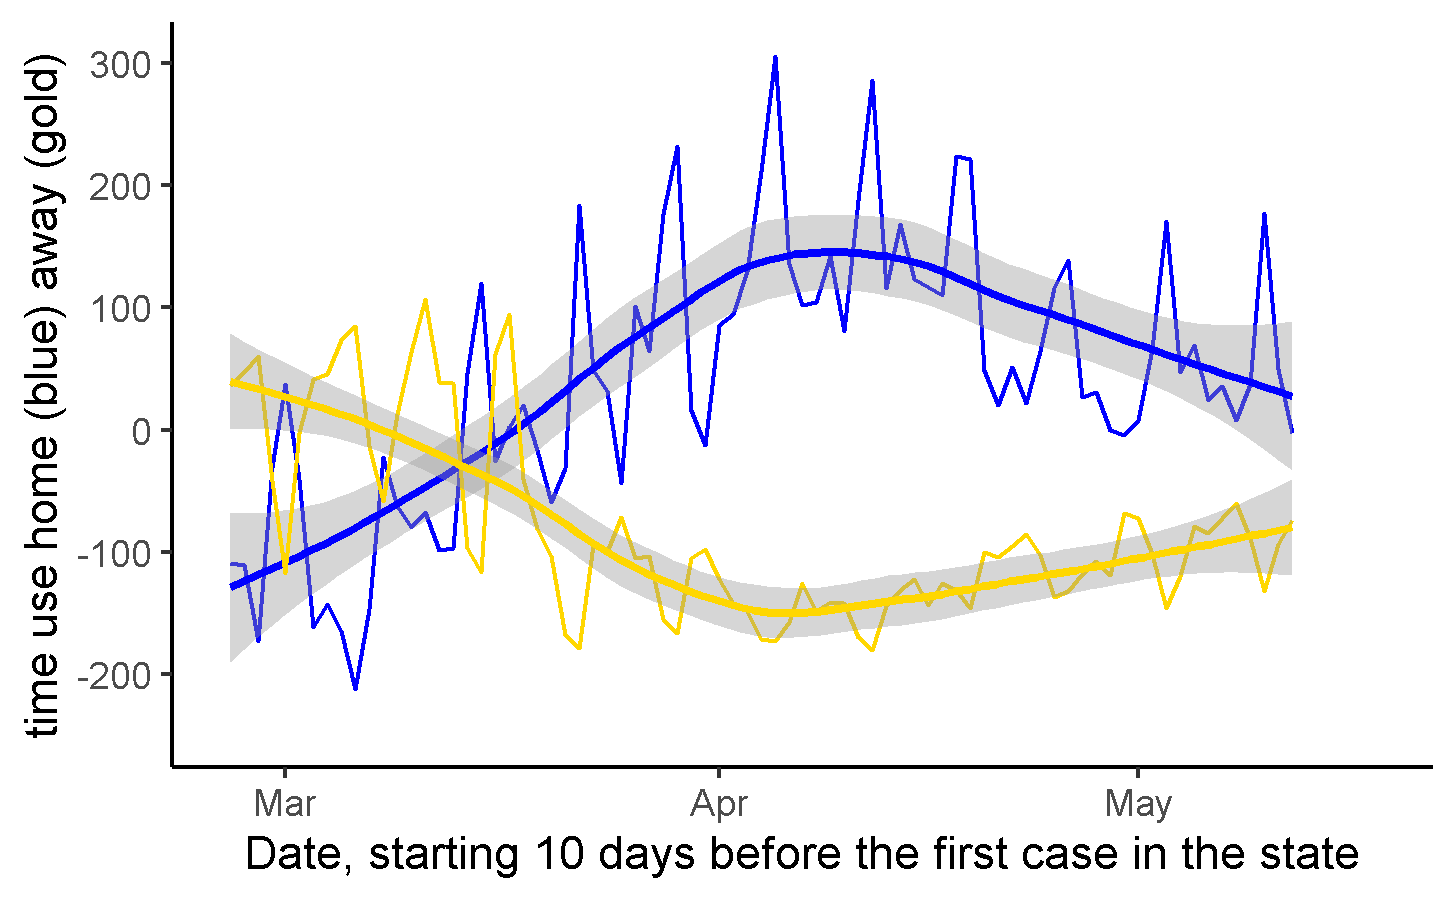 time use home (blue) away (gold)
300
200
100
0
-100
-200
Mar Apr May
Date, starting 10 days before the first case in the state